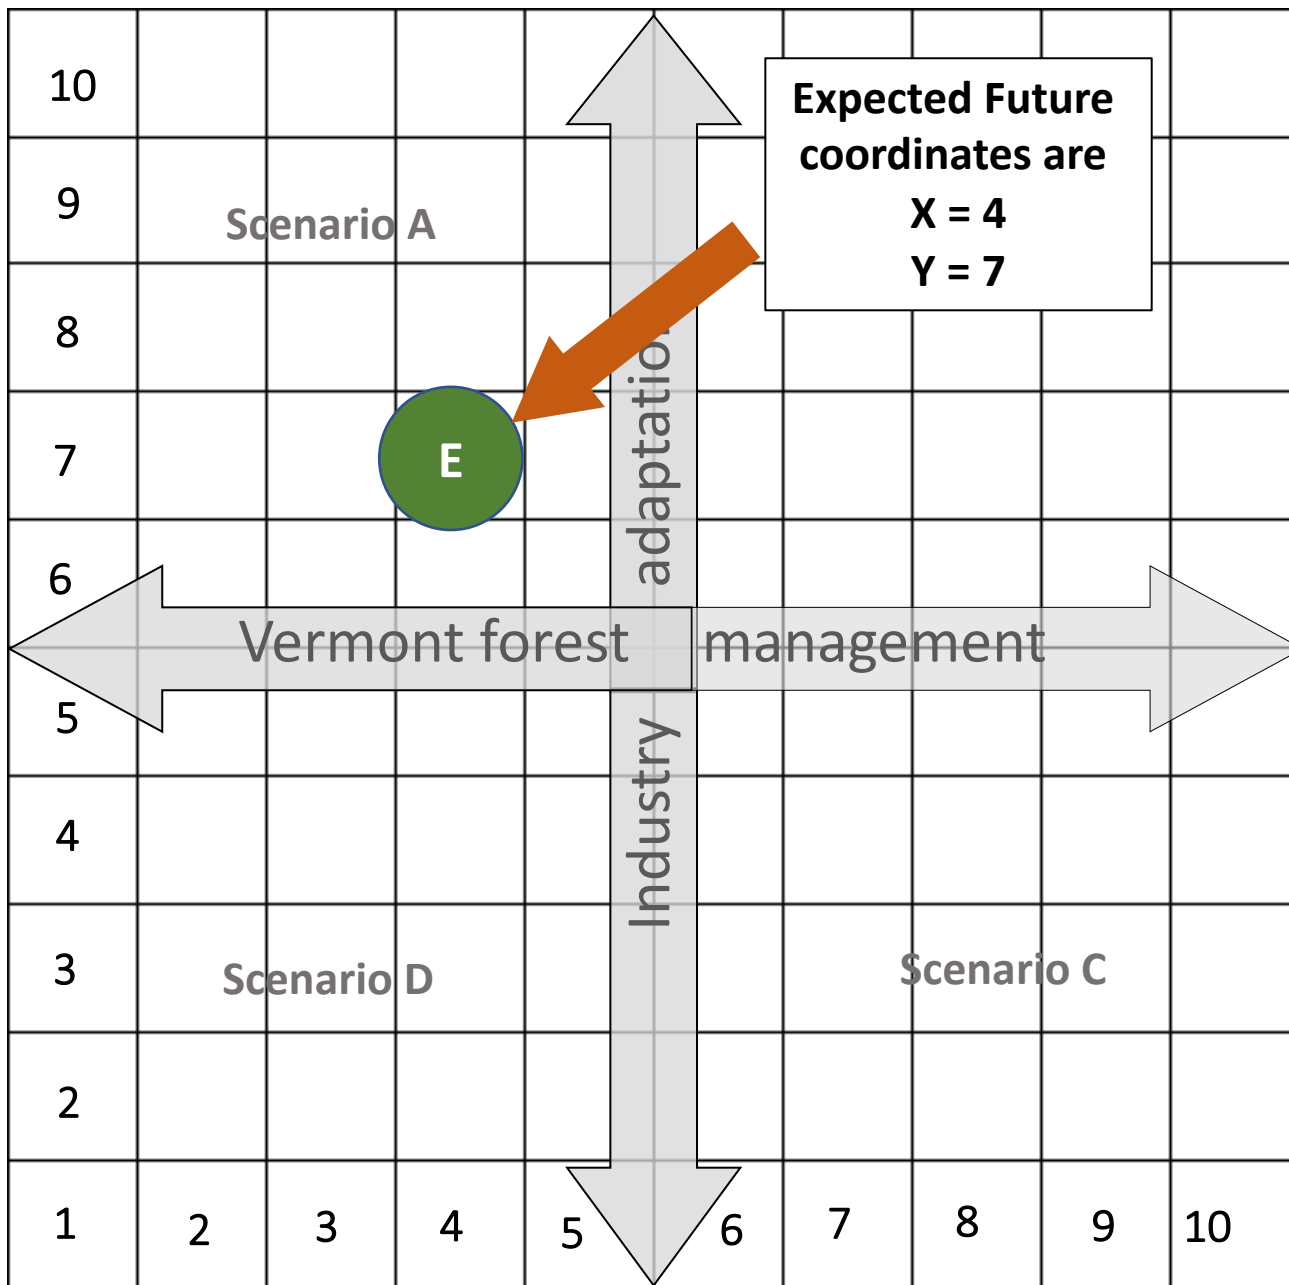 10
Expected Future
coordinates are
X = 4
Y = 7
9
Scenario A
8
adaptation
7
E
6
Vermont forest management
5
Industry
4
3
Scenario D
Scenario C
2
1 2 3 4 5 6 7 8 9 10